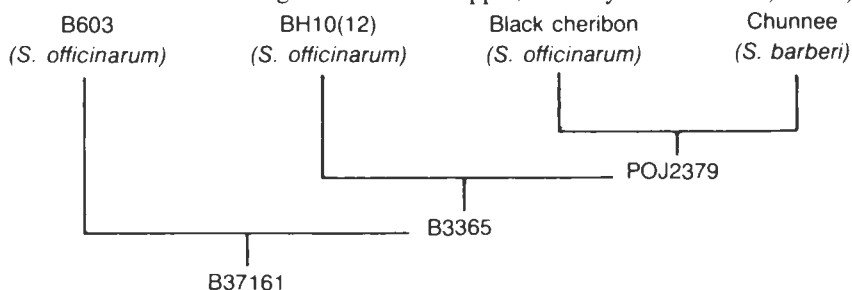 B603 BH10(12) Black cheribon Chunnee
(S. officinarum) (S. officinarum) (S. officinarum) (S. barberi)
POJ2379
B3365
B37161